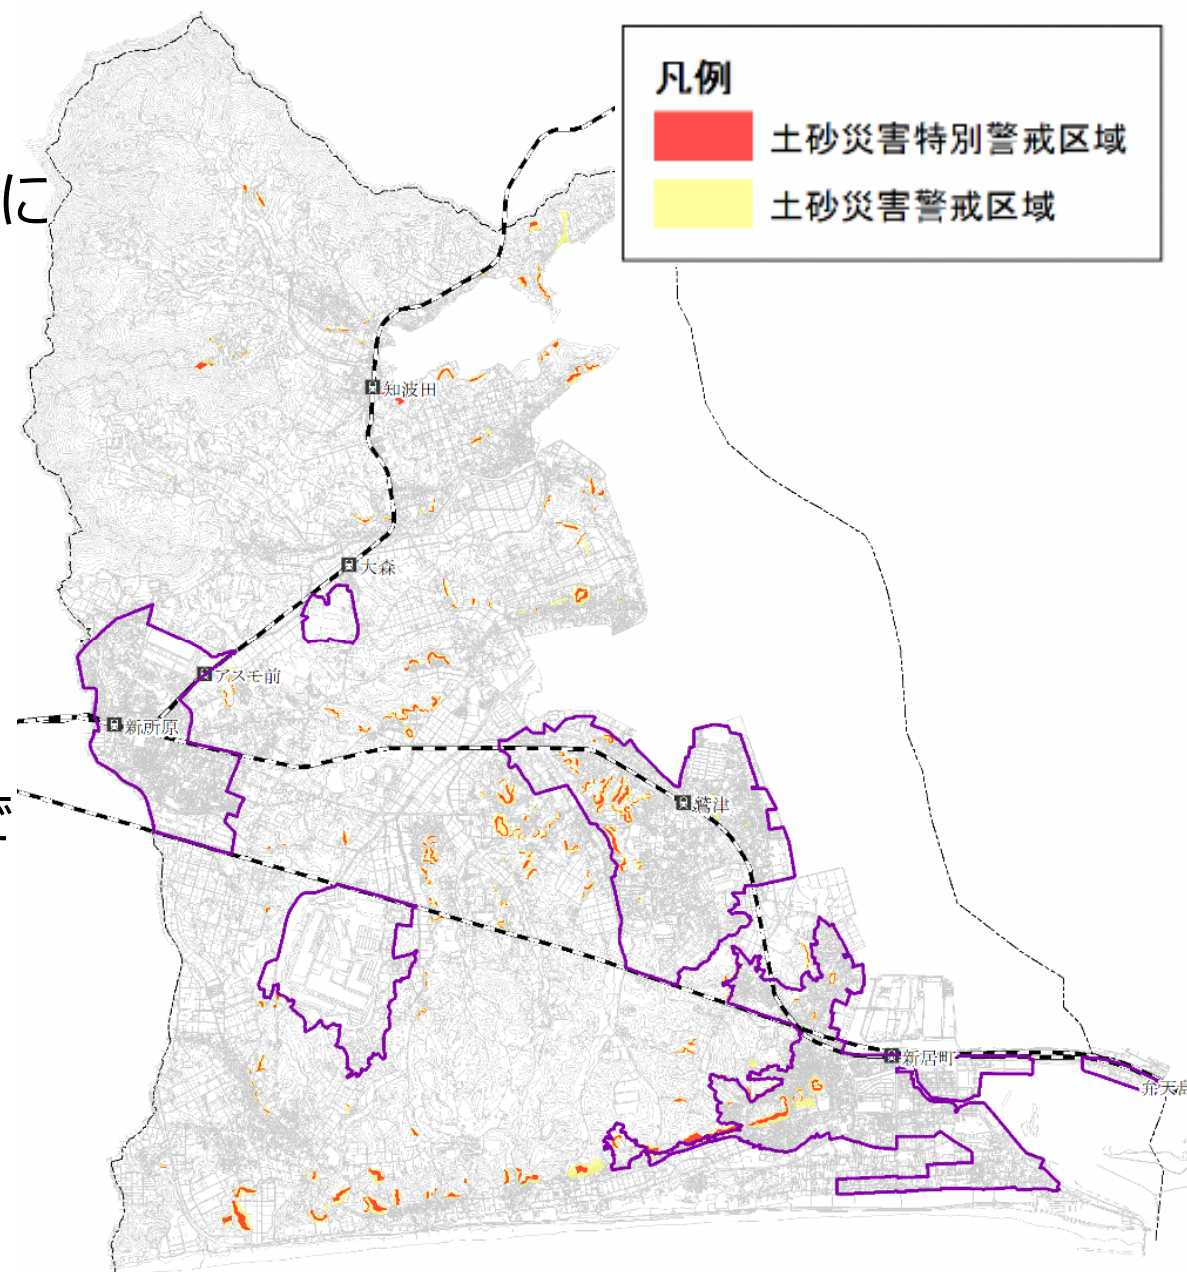 凡例
土砂災害特別警戒区域
土砂災害警戒区域
に
知波田
大森
アスモ前
新所原
鷲津
新居町
弁天島